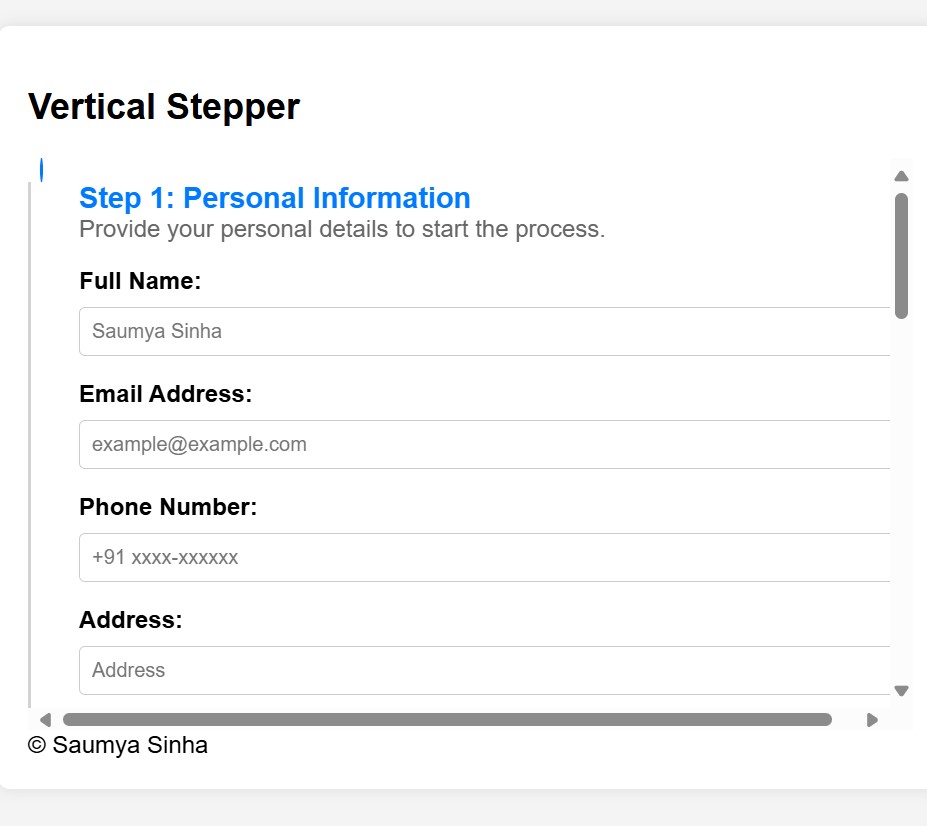 Vertical Stepper
Step 1: Personal Information
Provide your personal details to start the process.
Full Name:
Saumya Sinha
Email Address:
example@example.com
Phone Number:
+91 xxxx-xxxxxx
Address:
Address
© Saumya Sinha